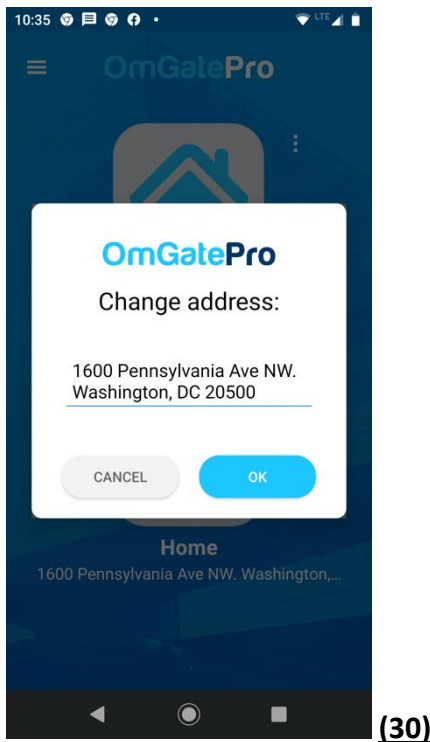 10:35 LTE
OmGatePro
OmGatePro
Change address:
1600 Pennsylvania Ave NW.
Washington, DC 20500
CANCEL OK
Home
1600 Pennsylvania Ave NW. Washington,...
(30)